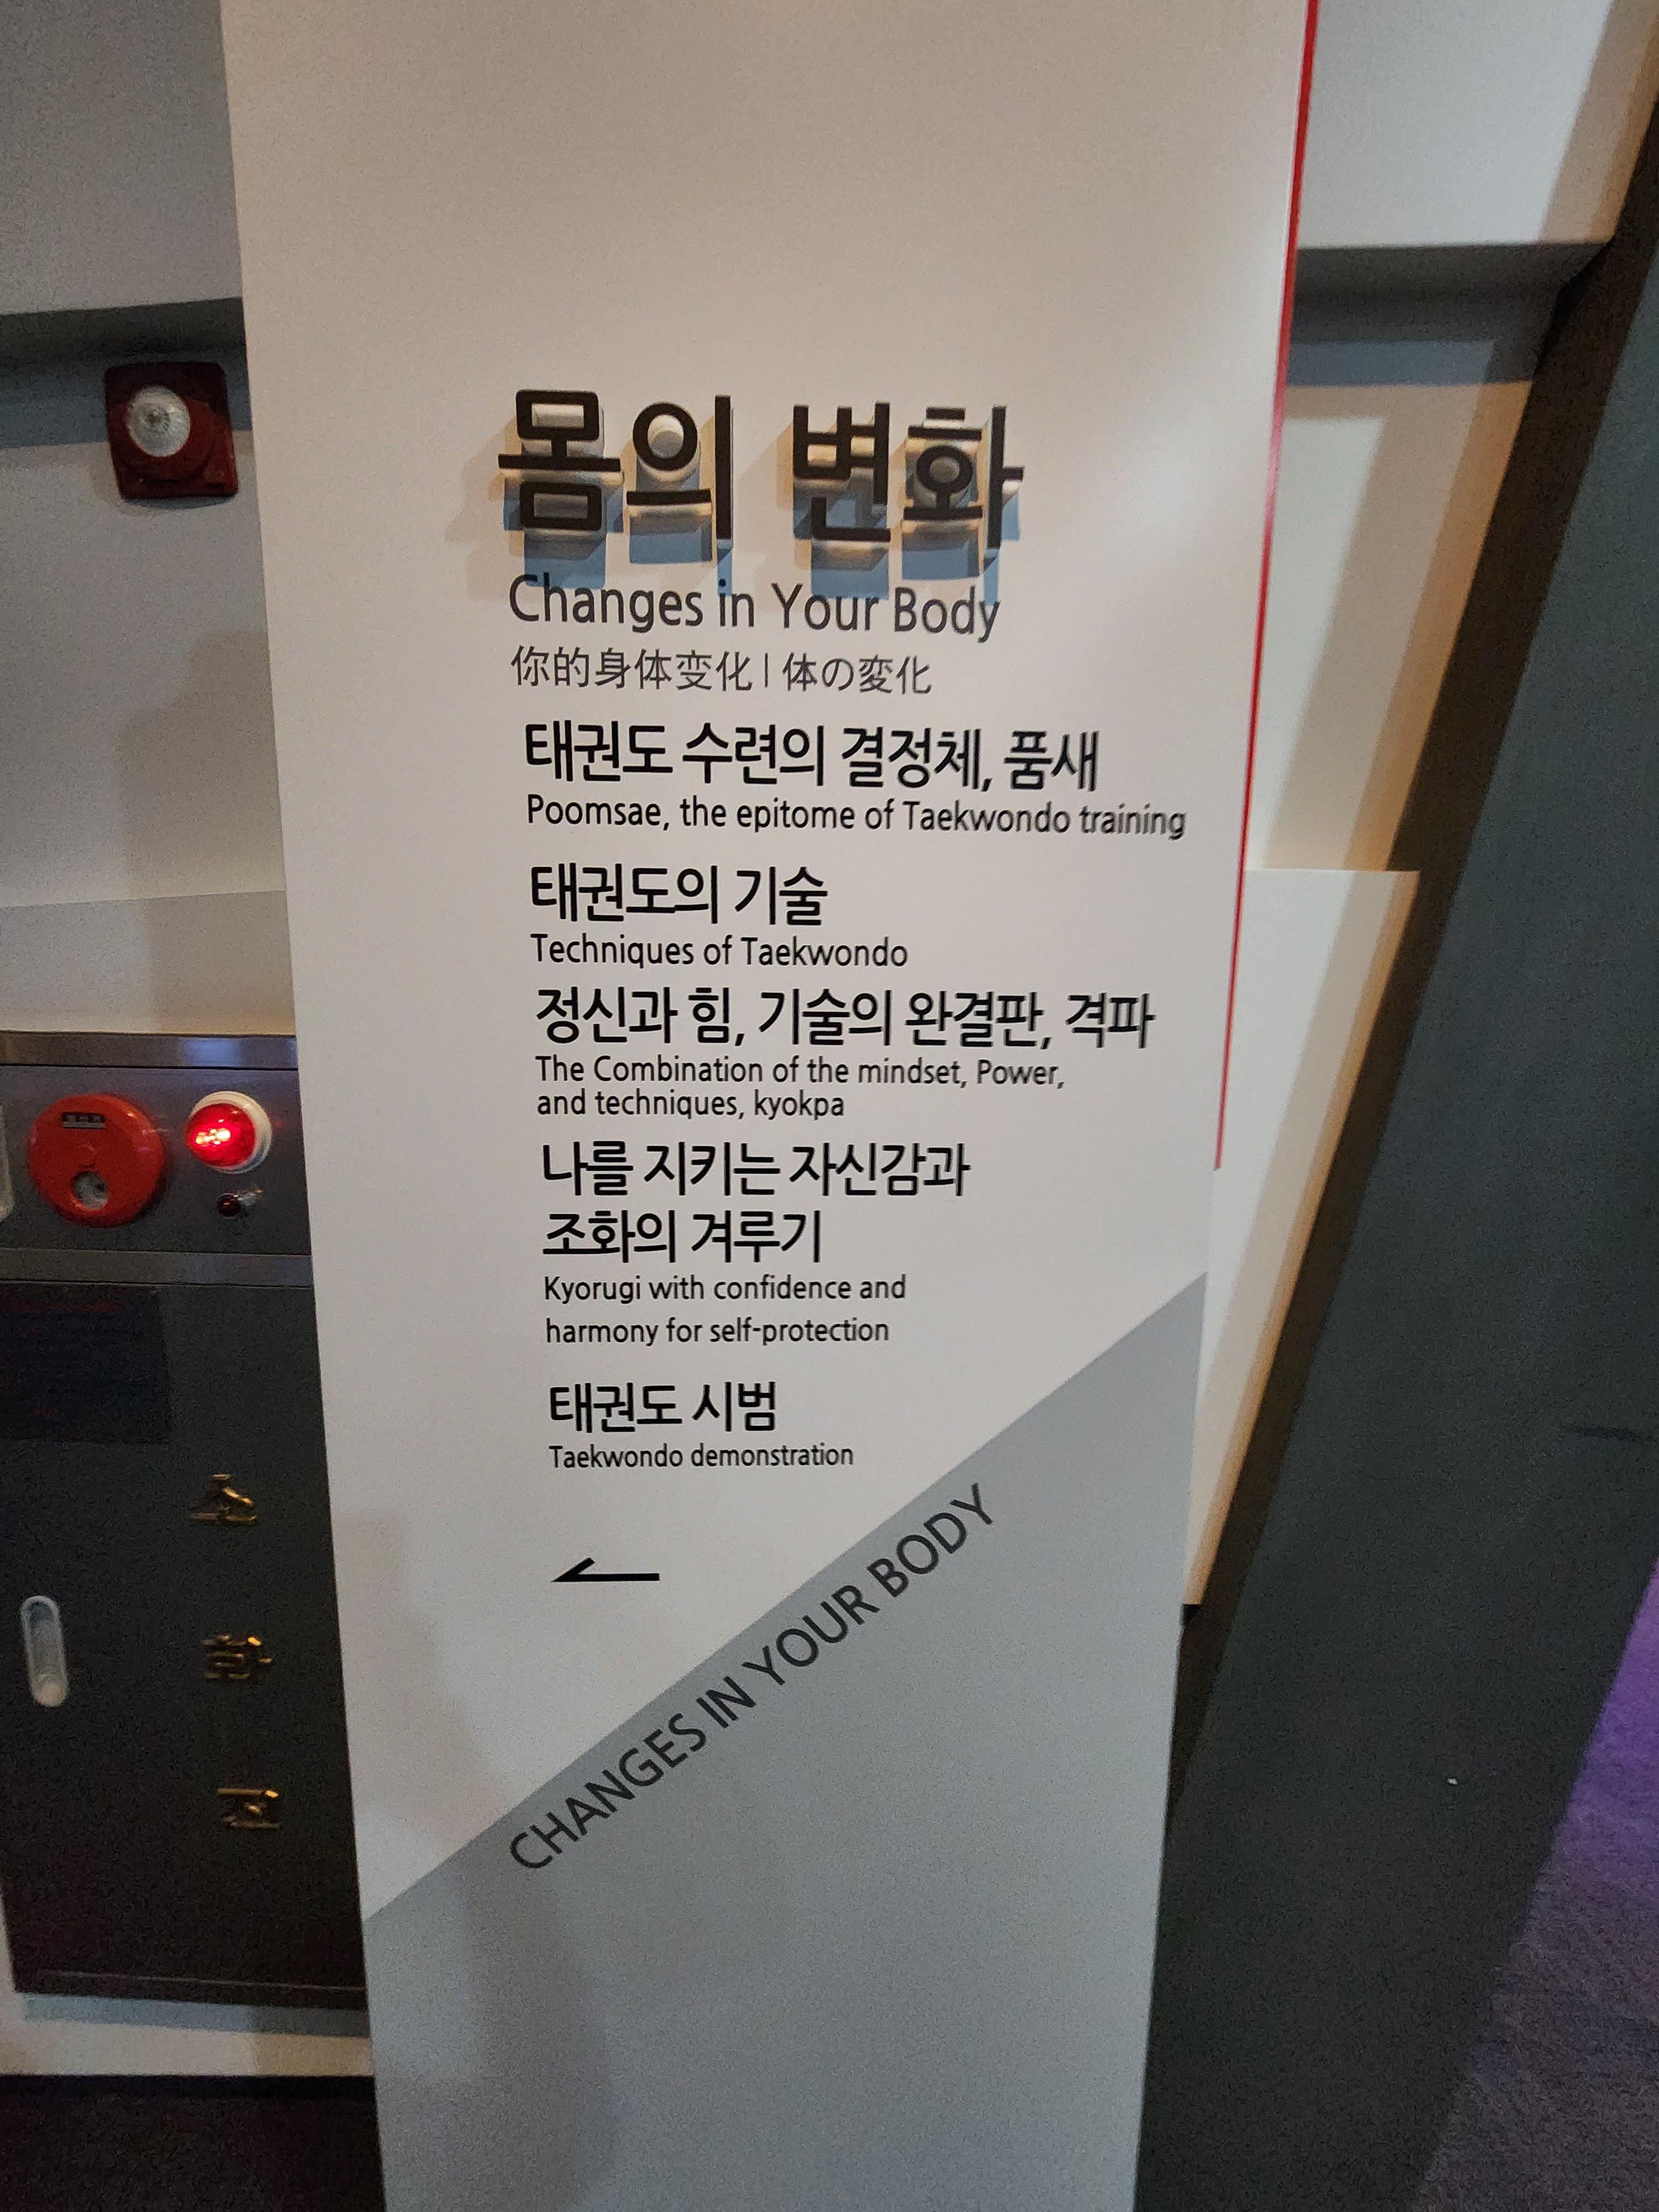 몸의 변화
Changes in Your Body
你的身体变化 | 体の変化
태권도 수련의 결정체, 품새
Poomsae, the epitome of Taekwondo training
태권도의 기술
Techniques of Taekwondo
정신과 힘, 기술의 완결판, 격파
The Combination of the mindset, Power,
and techniques, kyokpa
나를 지키는 자신감과
조화의 겨루기
Kyorugi with confidence and
harmony for self-protection
태권도 시범
Taekwondo demonstration
CHANGES IN YOUR BODY
소
화
전